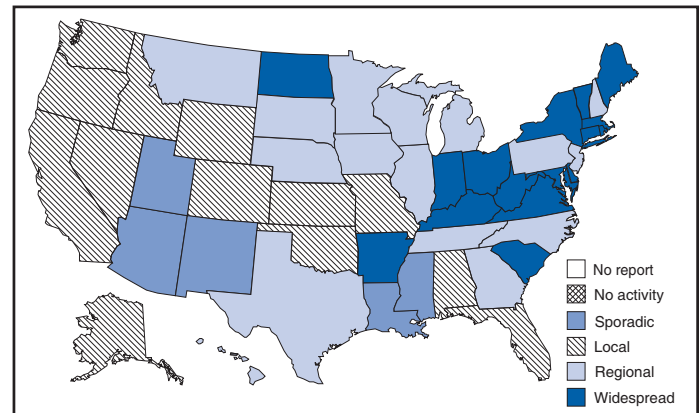 No report
No activity
Sporadic
Local
Regional
Widespread